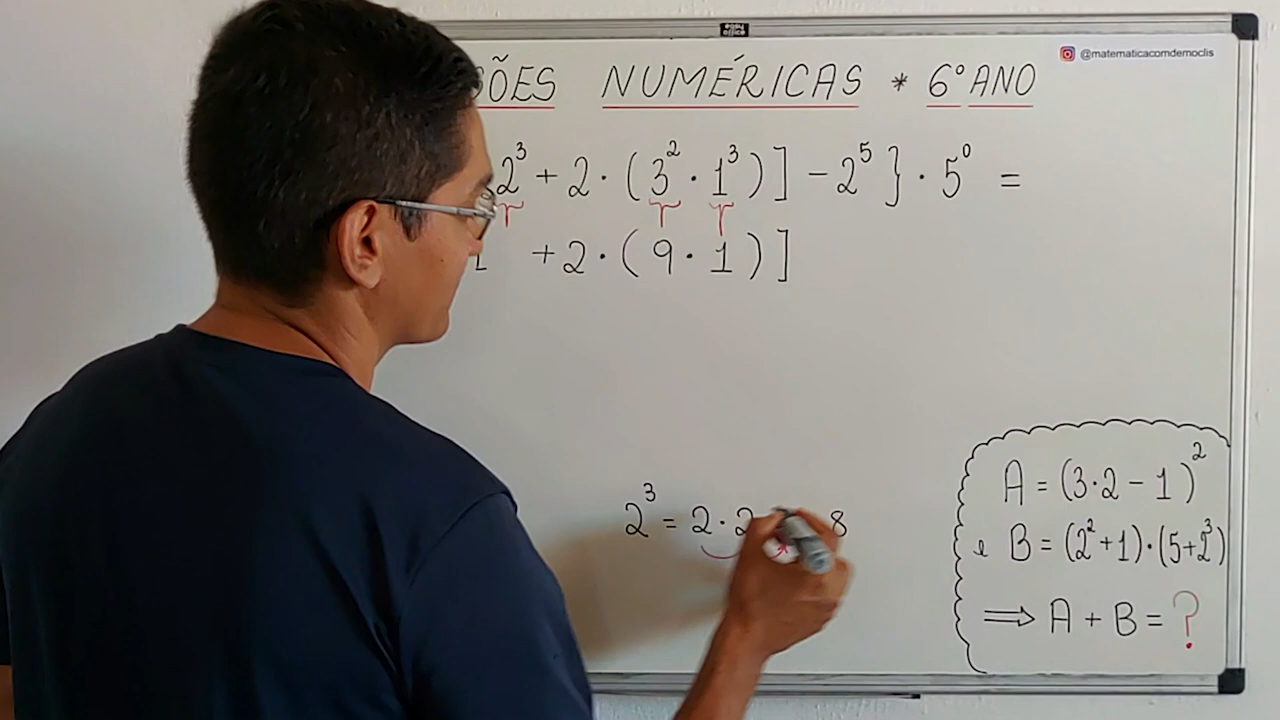 @matematicacomdemoclis
ÕES NUMÉRICAS * 6º ANO
2³ + 2 · (3² · 1³)] - 2⁵} · 5⁰ =
+ 2 · (9 · 1)]
2³ = 2 · 2 8
A = (3·2 - 1)²
e B = (2² + 1)·(5+2³)
⟹ A + B = ?